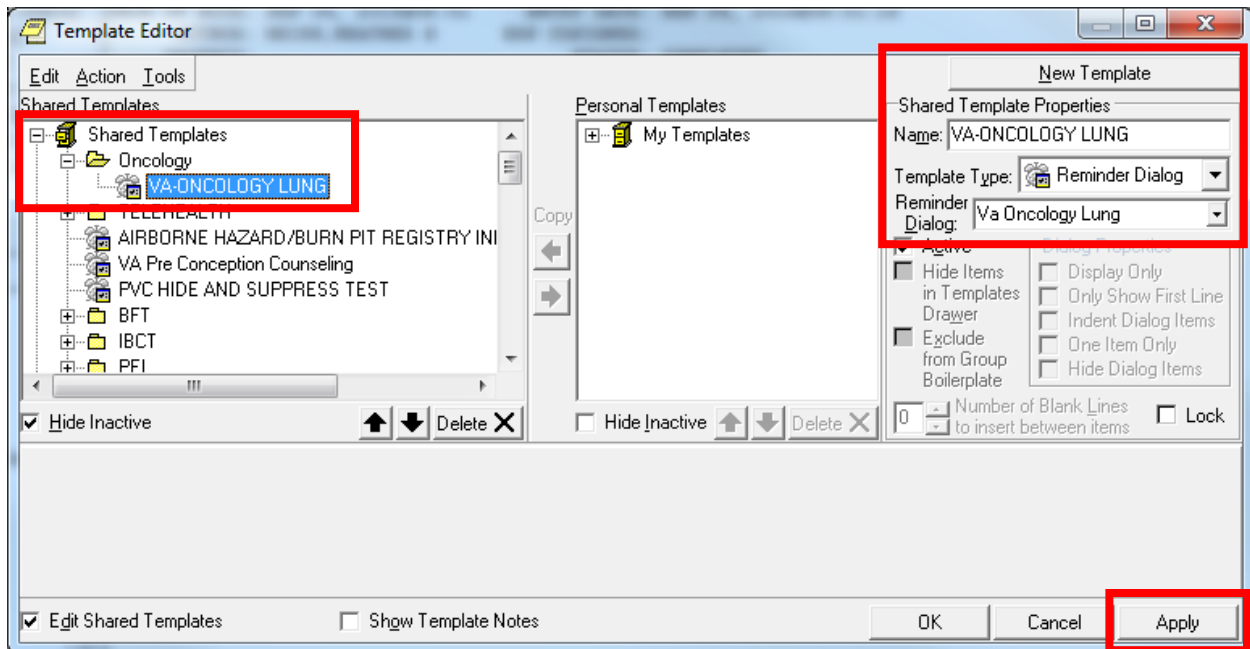 Template Editor
Edit Action Tools
New Template
Shared Templates
Shared Templates
Oncology
VA-ONCOLOGY LUNG
TELEHEALTH
AIRBORNE HAZARD/BURN PIT REGISTRY INI
VA Pre Conception Counseling
PVC HIDE AND SUPPRESS TEST
BFT
IBCT
PFI
Hide Inactive
Delete
Copy
Personal Templates
My Templates
Hide Inactive
Delete
Shared Template Properties
Name: VA-ONCOLOGY LUNG
Template Type: Reminder Dialog
Reminder
Dialog: Va Oncology Lung
Active
Hide Items
in Templates
Drawer
Exclude
from Group
Boilerplate
Dialog Properties
Display Only
Only Show First Line
Indent Dialog Items
One Item Only
Hide Dialog Items
0 Number of Blank Lines
to insert between items
Lock
Edit Shared Templates
Show Template Notes
OK
Cancel
Apply